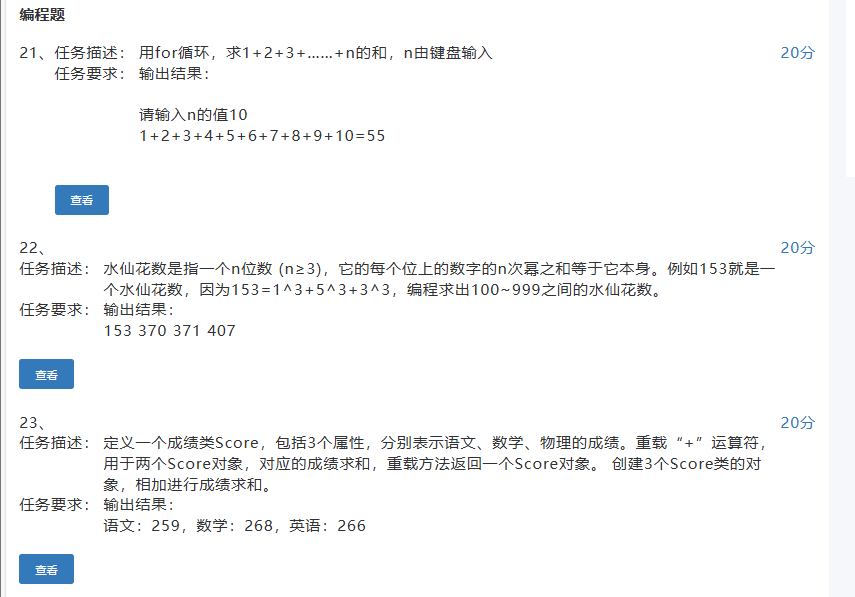 编程题
21、任务描述： 用for循环，求1+2+3+……+n的和，n由键盘输入 20分
任务要求： 输出结果：
请输入n的值10
1+2+3+4+5+6+7+8+9+10=55
查看
22、 20分
任务描述： 水仙花数是指一个n位数 (n≥3)，它的每个位上的数字的n次幂之和等于它本身。例如153就是一
个水仙花数，因为153=1^3+5^3+3^3，编程求出100~999之间的水仙花数。
任务要求： 输出结果：
153 370 371 407
查看
23、 20分
任务描述： 定义一个成绩类Score，包括3个属性，分别表示语文、数学、物理的成绩。重载“+”运算符，
用于两个Score对象，对应的成绩求和，重载方法返回一个Score对象。 创建3个Score类的对
象，相加进行成绩求和。
任务要求： 输出结果：
语文：259，数学：268，英语：266
查看